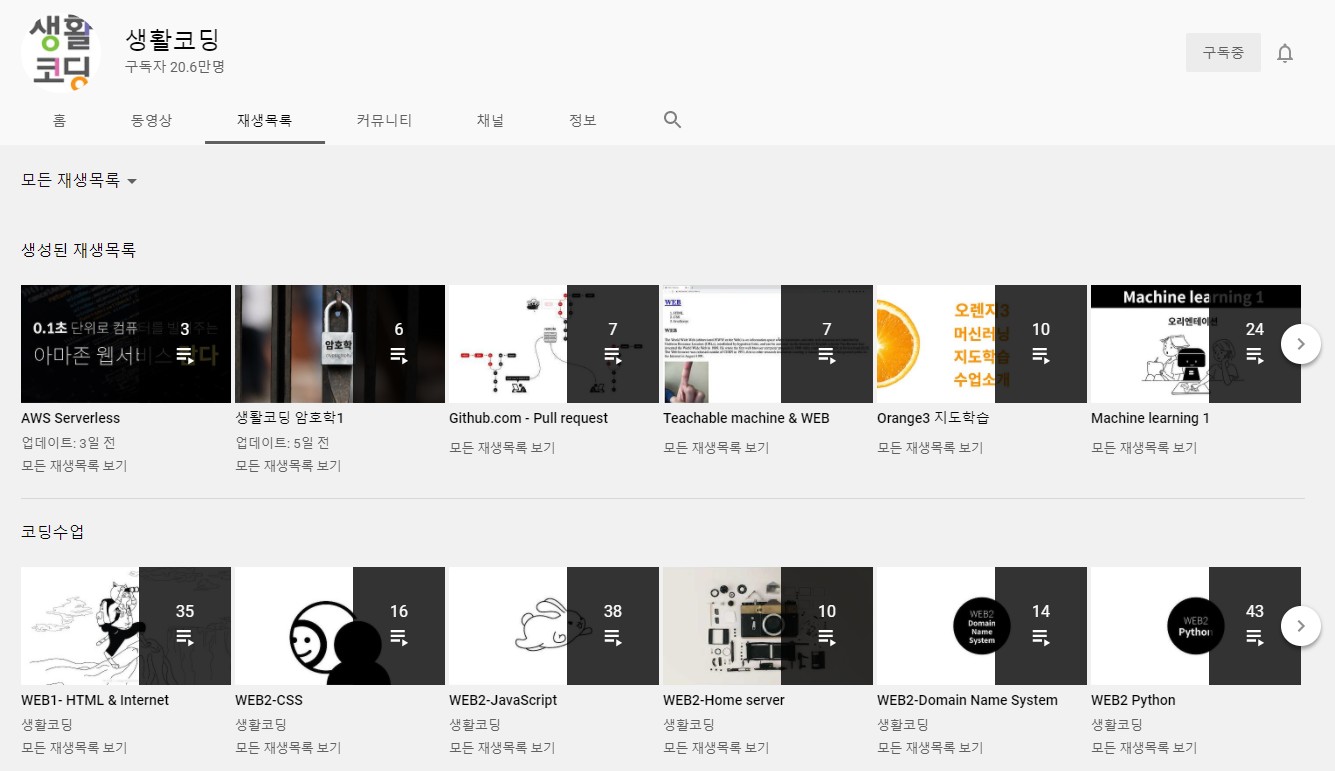 생활
코딩
생활코딩
구독자 20.6만명
구독중
홈 동영상 재생목록 커뮤니티 채널 정보
모든 재생목록
생성된 재생목록
0.1초 단위로 컴퓨터를 빌려주는
아마존 웹서비스 란다
3
암호학
6
7
WEB
WEB
7
오렌지3
머신러닝
지도학습
수업소개
10
Machine learning 1
오리엔테이션
24
AWS Serverless
업데이트: 3일 전
모든 재생목록 보기
생활코딩 암호학1
업데이트: 5일 전
모든 재생목록 보기
Github.com - Pull request
모든 재생목록 보기
Teachable machine & WEB
모든 재생목록 보기
Orange3 지도학습
모든 재생목록 보기
Machine learning 1
모든 재생목록 보기
코딩수업
35
16
38
10
WEB2
Domain
Name
System
14
WEB2
Python
43
WEB1- HTML & Internet
생활코딩
모든 재생목록 보기
WEB2-CSS
생활코딩
모든 재생목록 보기
WEB2-JavaScript
생활코딩
모든 재생목록 보기
WEB2-Home server
생활코딩
모든 재생목록 보기
WEB2-Domain Name System
생활코딩
모든 재생목록 보기
WEB2 Python
생활코딩
모든 재생목록 보기